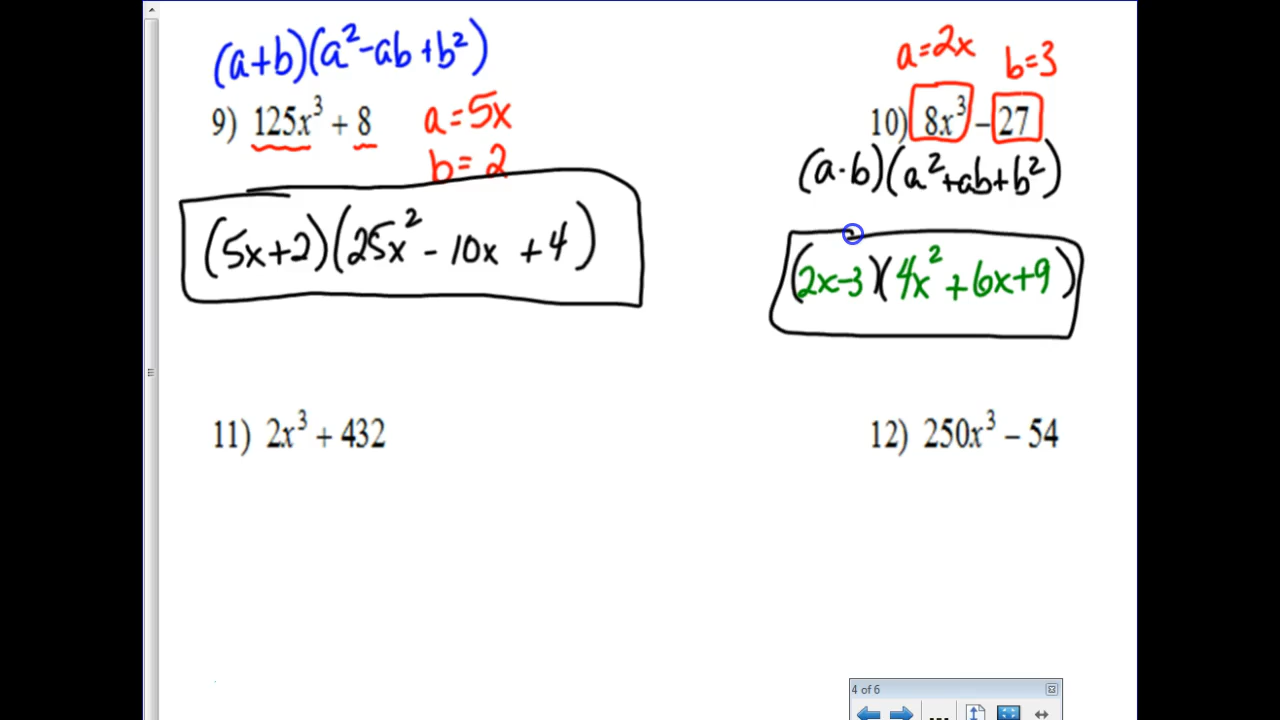 (a+b)(a²-ab+b²)
9) 125x³ + 8
a=5x
b=2
(5x+2)(25x²-10x+4)
a=2x b=3
10) 8x³ - 27
(a-b)(a²+ab+b²)
(2x-3)(4x²+6x+9)
11) 2x³ + 432
12) 250x³ - 54
4 of 6